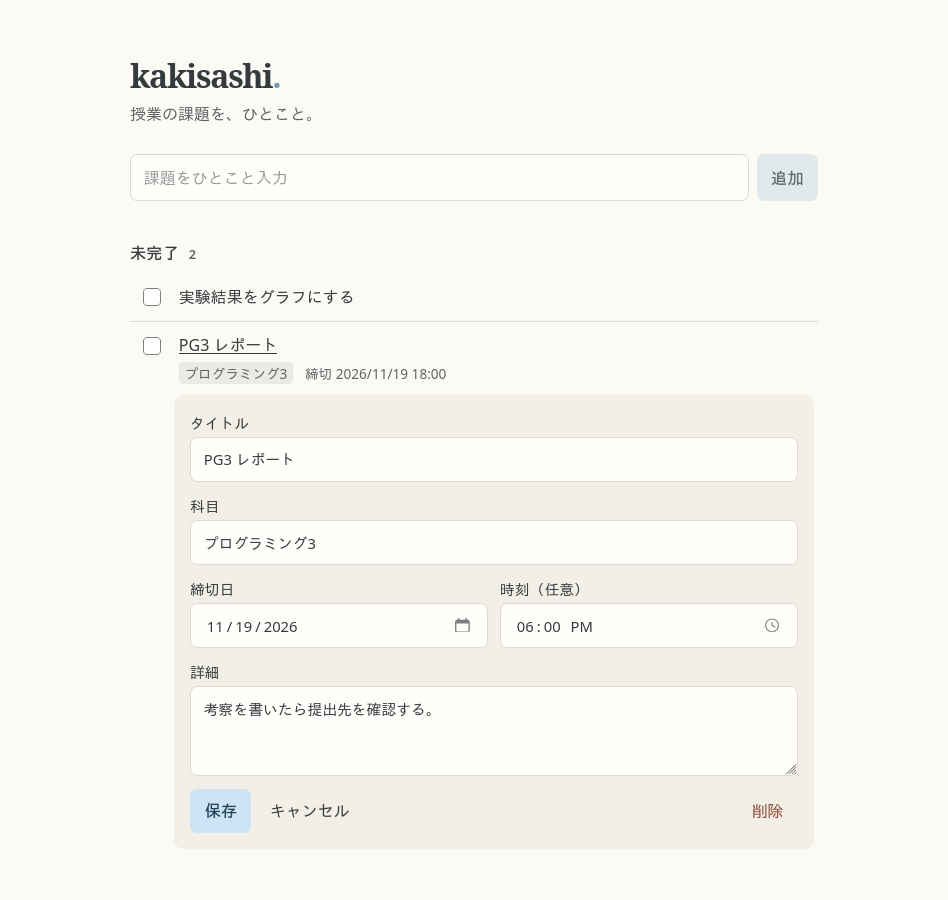 kakisashi.
授業の課題を、ひとこと。
課題をひとこと入力
追加
未完了 2
実験結果をグラフにする
PG3 レポート
プログラミング3 締切 2026/11/19 18:00
タイトル
PG3 レポート
科目
プログラミング3
締切日 時刻（任意）
11/19/2026 06:00 PM
詳細
考察を書いたら提出先を確認する。
保存 キャンセル 削除